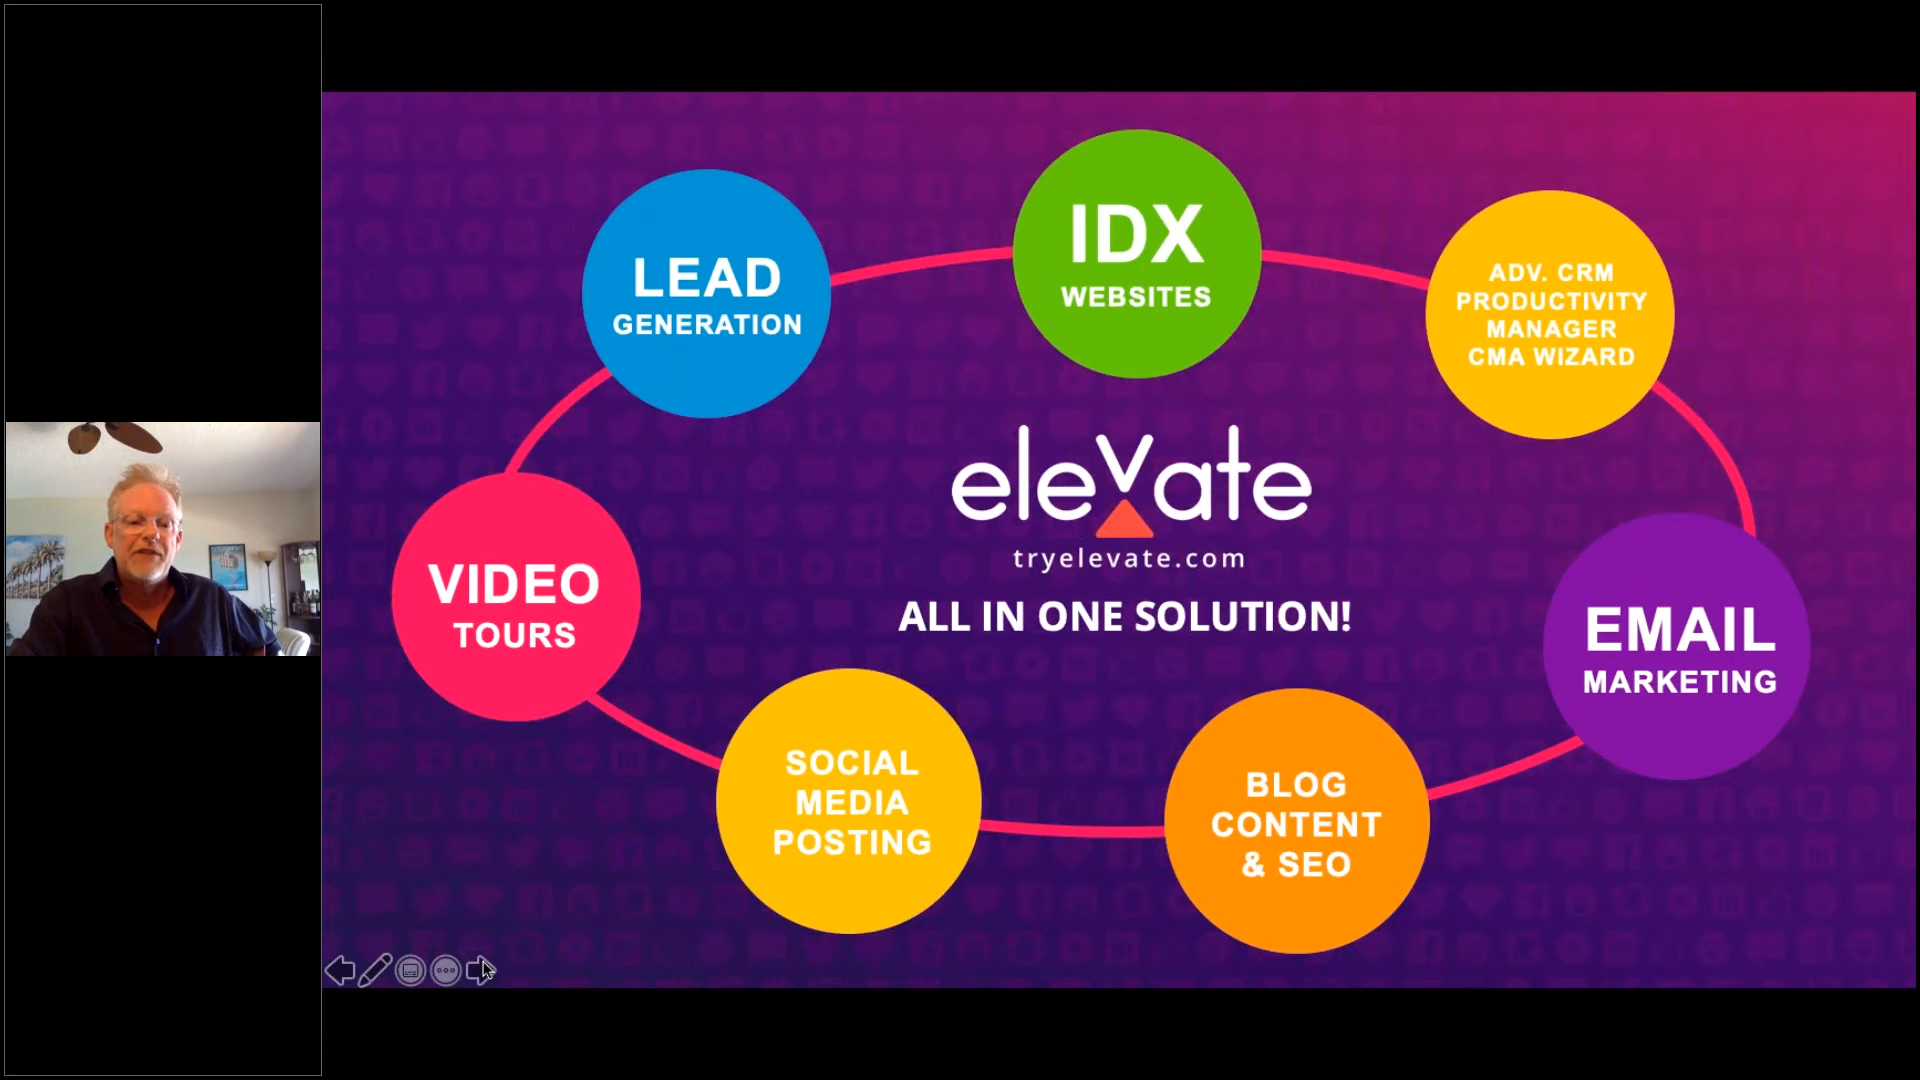 LEAD
GENERATION
IDX
WEBSITES
ADV. CRM
PRODUCTIVITY
MANAGER
CMA WIZARD
elevate
tryelevate.com
ALL IN ONE SOLUTION!
VIDEO
TOURS
EMAIL
MARKETING
SOCIAL
MEDIA
POSTING
BLOG
CONTENT
& SEO